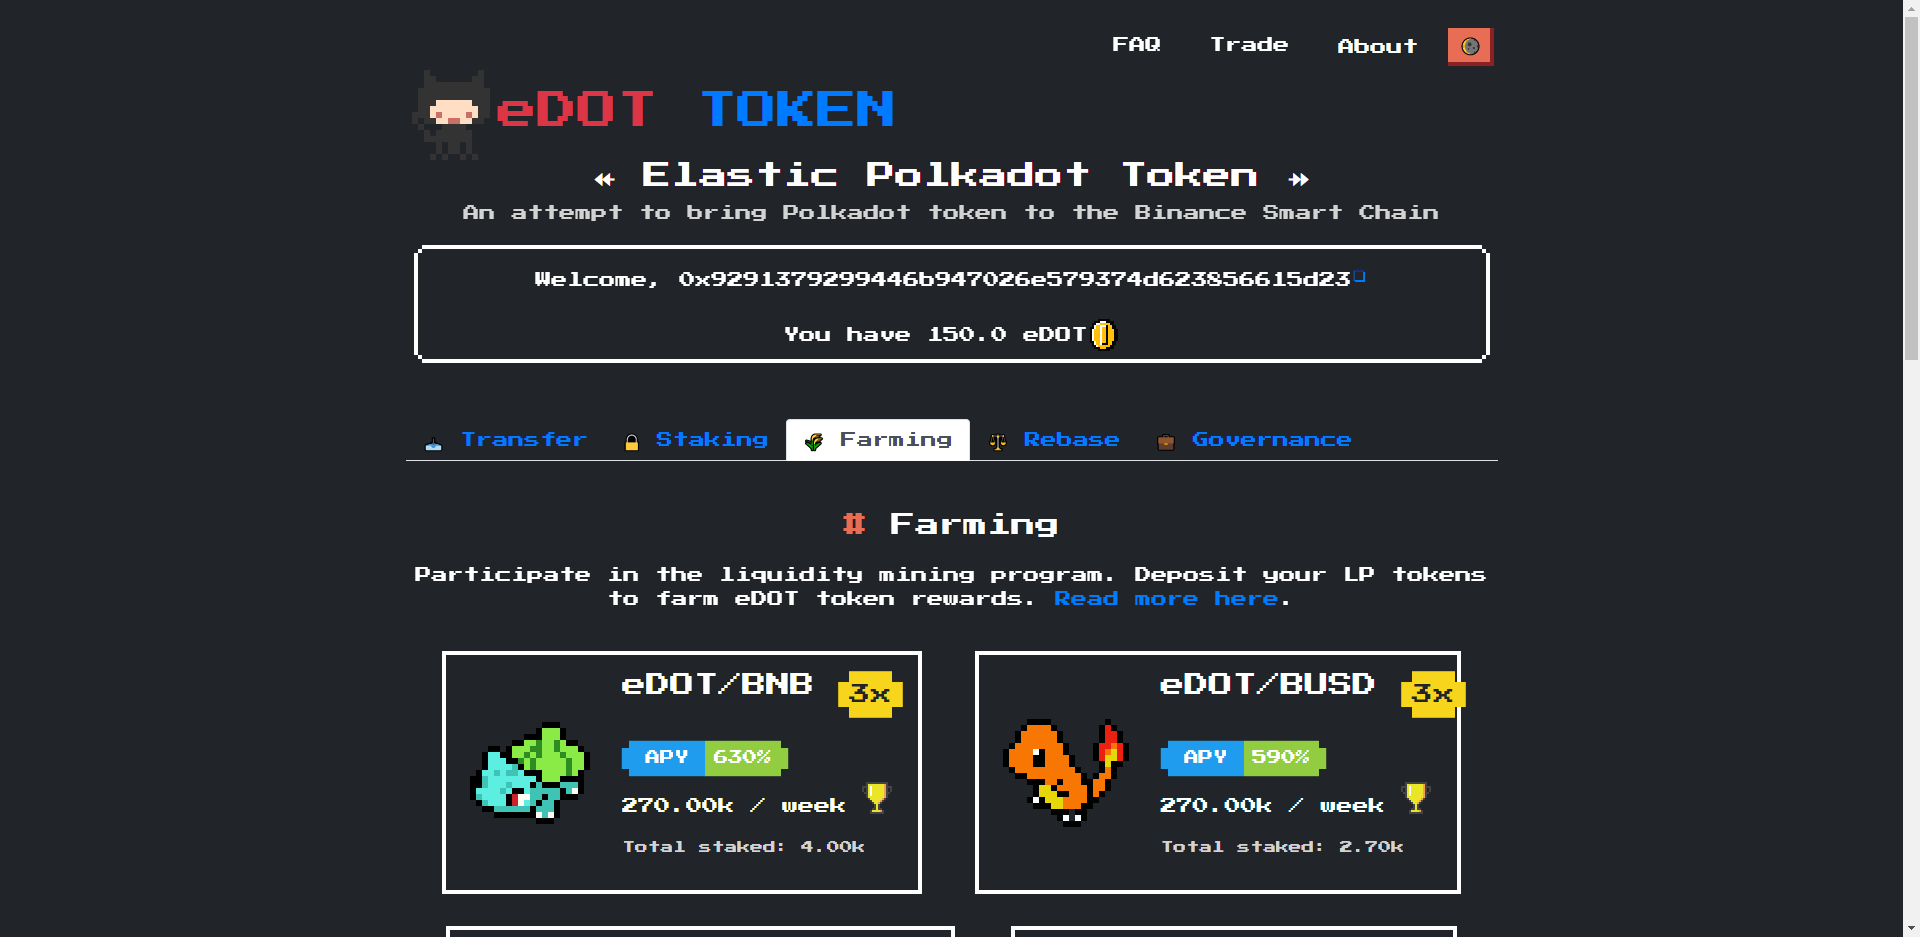 FAQ Trade About
eDOT TOKEN
Elastic Polkadot Token
An attempt to bring Polkadot token to the Binance Smart Chain
Welcome, 0x9291379299446b947026e579374d623856615d23
You have 150.0 eDOT
Transfer Staking Farming Rebase Governance
# Farming
Participate in the liquidity mining program. Deposit your LP tokens
to farm eDOT token rewards. Read more here.
eDOT/BNB 3x
APY 630%
270.00k / week
Total staked: 4.00k
eDOT/BUSD 3x
APY 590%
270.00k / week
Total staked: 2.70k